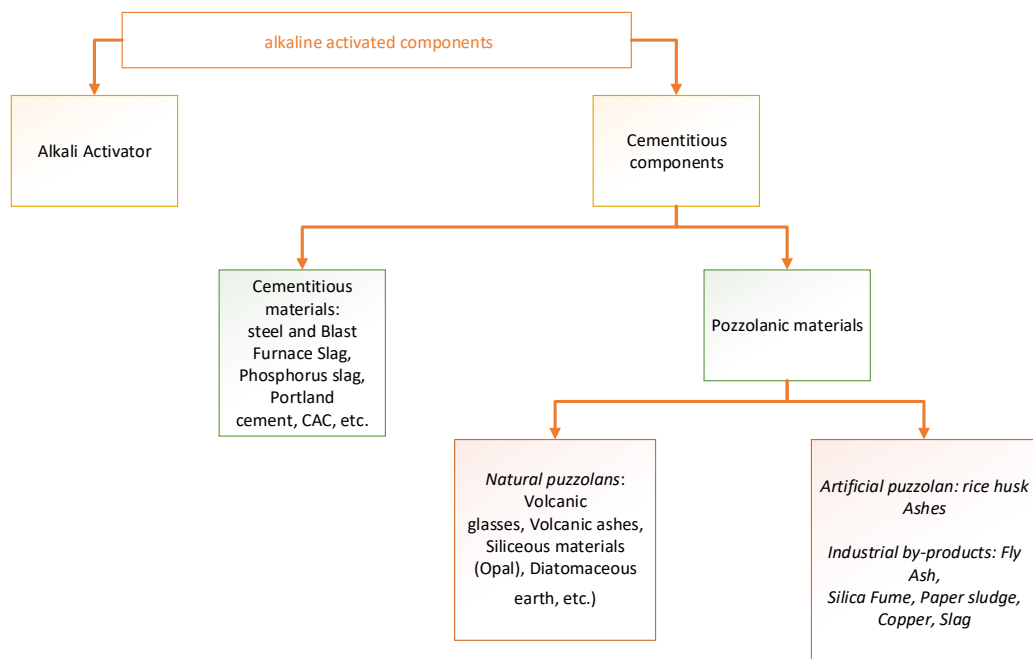 alkaline activated components
Alkali Activator
Cementitious
components
Cementitious
materials:
steel and Blast
Furnace Slag,
Phosphorus slag,
Portland
cement, CAC, etc.
Pozzolanic materials
Natural puzzolans:
Volcanic
glasses, Volcanic ashes,
Siliceous materials
(Opal), Diatomaceous
earth, etc.)
Artificial puzzolan: rice husk
Ashes
Industrial by-products: Fly
Ash,
Silica Fume, Paper sludge,
Copper, Slag